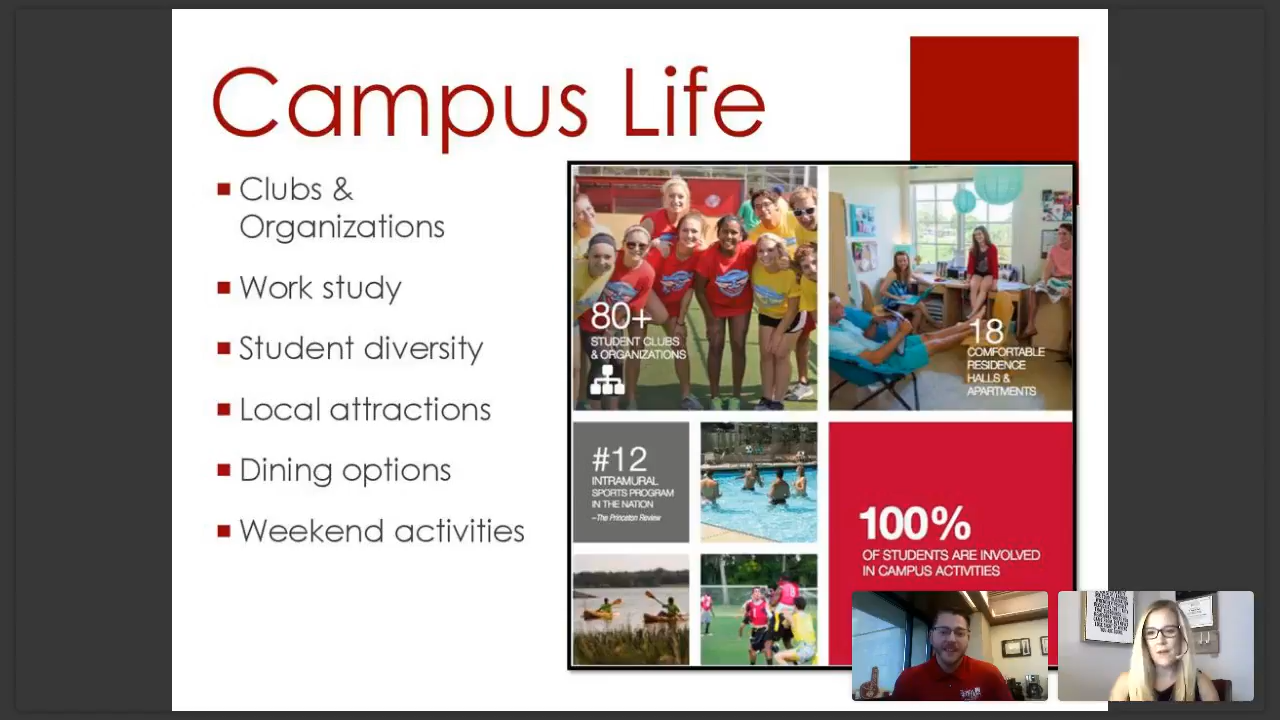 Campus Life
Clubs &
Organizations
Work study
Student diversity
Local attractions
Dining options
Weekend activities
80+
STUDENT CLUBS
& ORGANIZATIONS
18
COMFORTABLE
RESIDENCE
HALLS &
APARTMENTS
#12
INTRAMURAL
SPORTS PROGRAM
IN THE NATION
–The Princeton Review
100%
OF STUDENTS ARE INVOLVED
IN CAMPUS ACTIVITIES